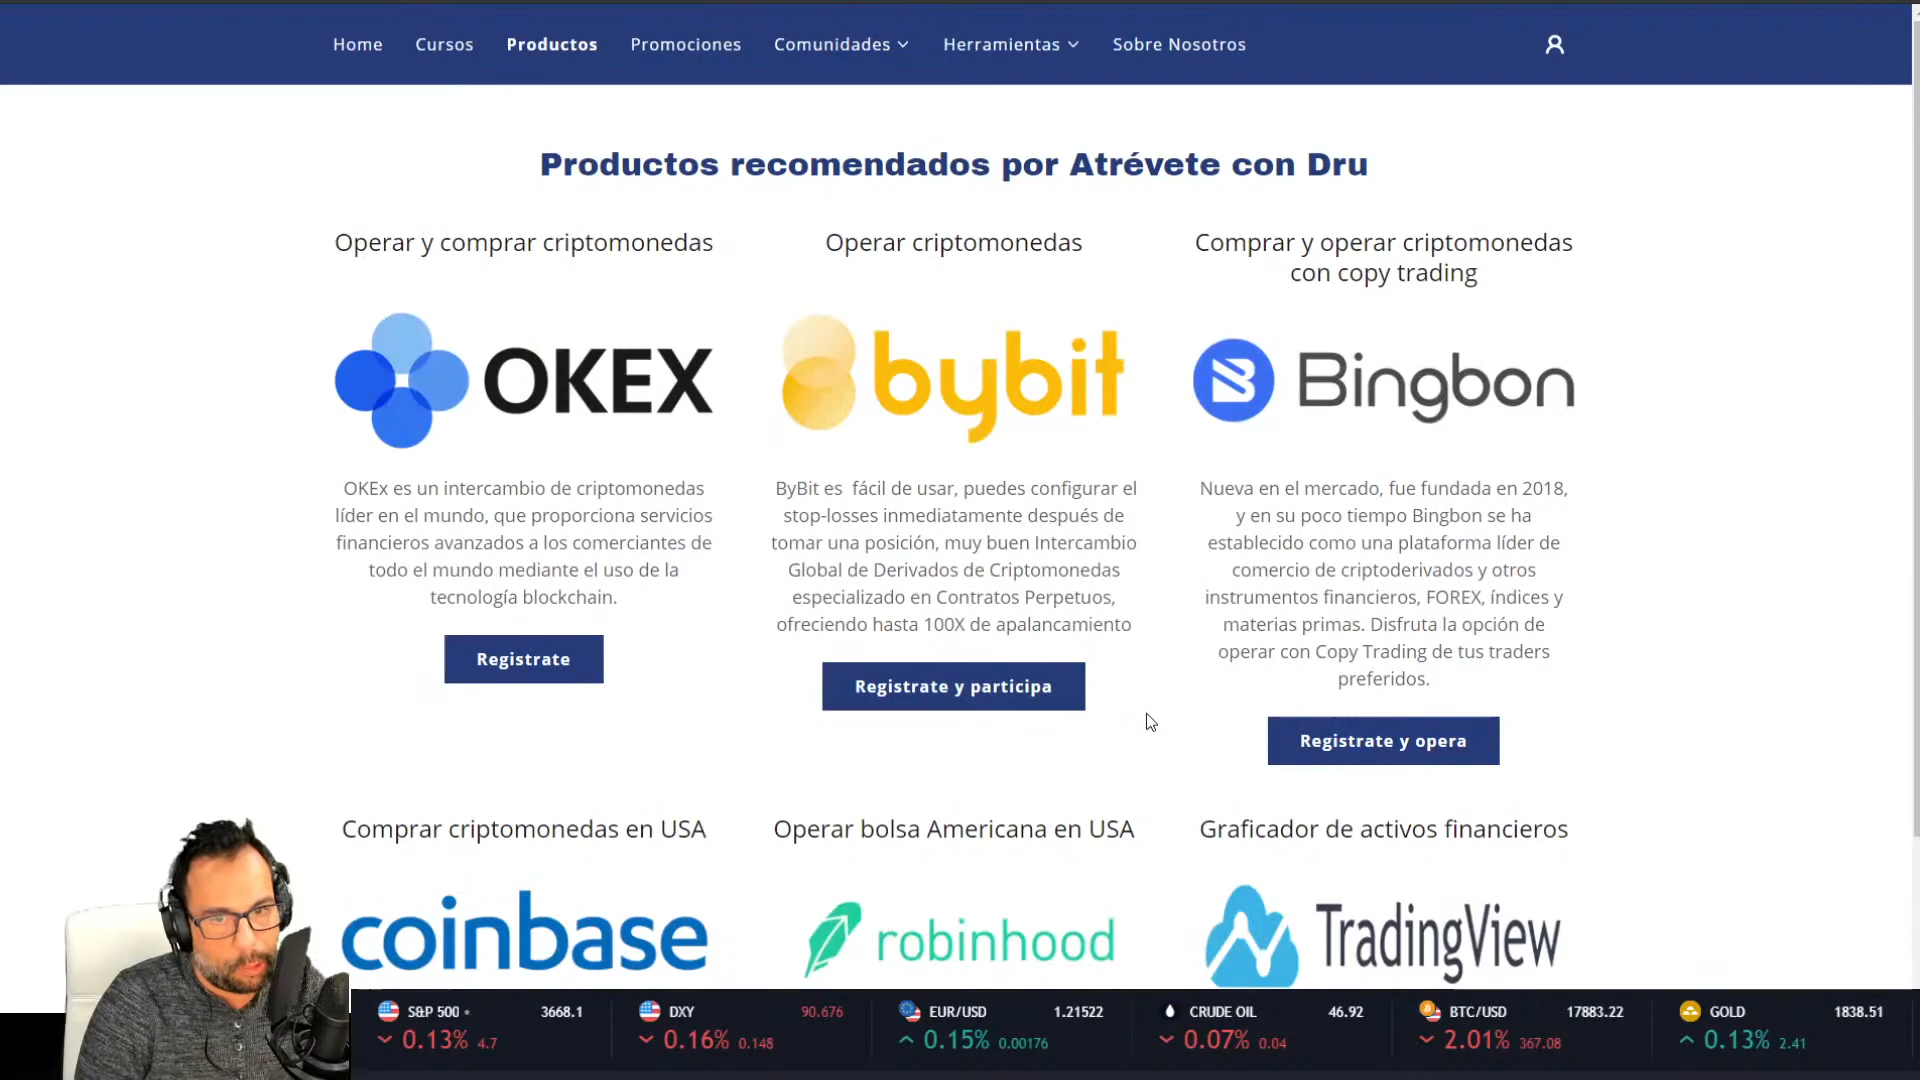 Home Cursos Productos Promociones Comunidades Herramientas Sobre Nosotros
Productos recomendados por Atrévete con Dru
Operar y comprar criptomonedas
OKEX
OKEx es un intercambio de criptomonedas
líder en el mundo, que proporciona servicios
financieros avanzados a los comerciantes de
todo el mundo mediante el uso de la
tecnología blockchain.
Registrate
Operar criptomonedas
bybit
ByBit es fácil de usar, puedes configurar el
stop-losses inmediatamente después de
tomar una posición, muy buen Intercambio
Global de Derivados de Criptomonedas
especializado en Contratos Perpetuos,
ofreciendo hasta 100X de apalancamiento
Registrate y participa
Comprar y operar criptomonedas
con copy trading
Bingbon
Nueva en el mercado, fue fundada en 2018,
y en su poco tiempo Bingbon se ha
establecido como una plataforma líder de
comercio de criptoderivados y otros
instrumentos financieros, FOREX, índices y
materias primas. Disfruta la opción de
operar con Copy Trading de tus traders
preferidos.
Registrate y opera
Comprar criptomonedas en USA
coinbase
Operar bolsa Americana en USA
robinhood
Graficador de activos financieros
TradingView
S&P 500 3668.1
0.13% 4.7
DXY 90.676
0.16% 0.148
EUR/USD 1.21522
0.15% 0.00176
CRUDE OIL 46.92
0.07% 0.04
BTC/USD 17883.22
2.01% 367.08
GOLD 1838.51
0.13% 2.41